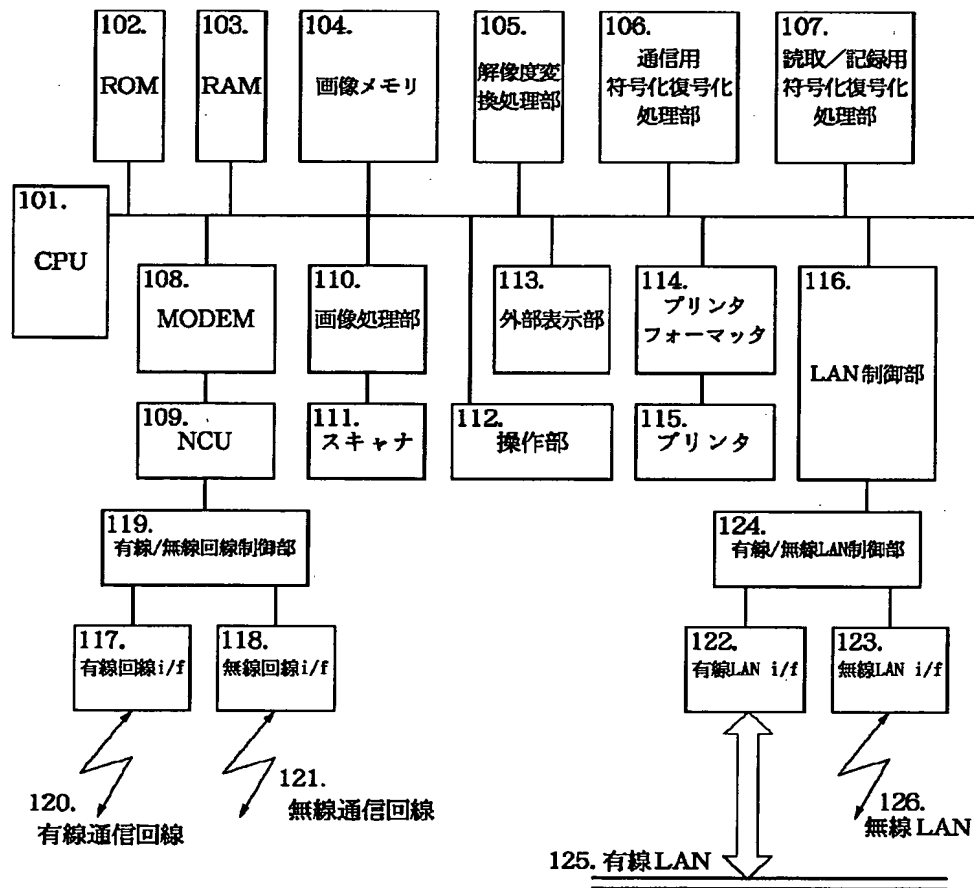 102.
ROM
103.
RAM
104.
画像メモリ
105.
解像度変
換処理部
106.
通信用
符号化復号化
処理部
107.
読取／記録用
符号化復号化
処理部
101.
CPU
108.
MODEM
110.
画像処理部
113.
外部表示部
114.
プリンタ
フォーマッタ
116.
LAN制御部
109.
NCU
111.
スキャナ
112.
操作部
115.
プリンタ
119.
有線/無線回線制御部
124.
有線/無線LAN制御部
117.
有線回線i/f
118.
無線回線i/f
122.
有線LAN i/f
123.
無線LAN i/f
120.
有線通信回線
121.
無線通信回線
126.
無線LAN
125. 有線LAN